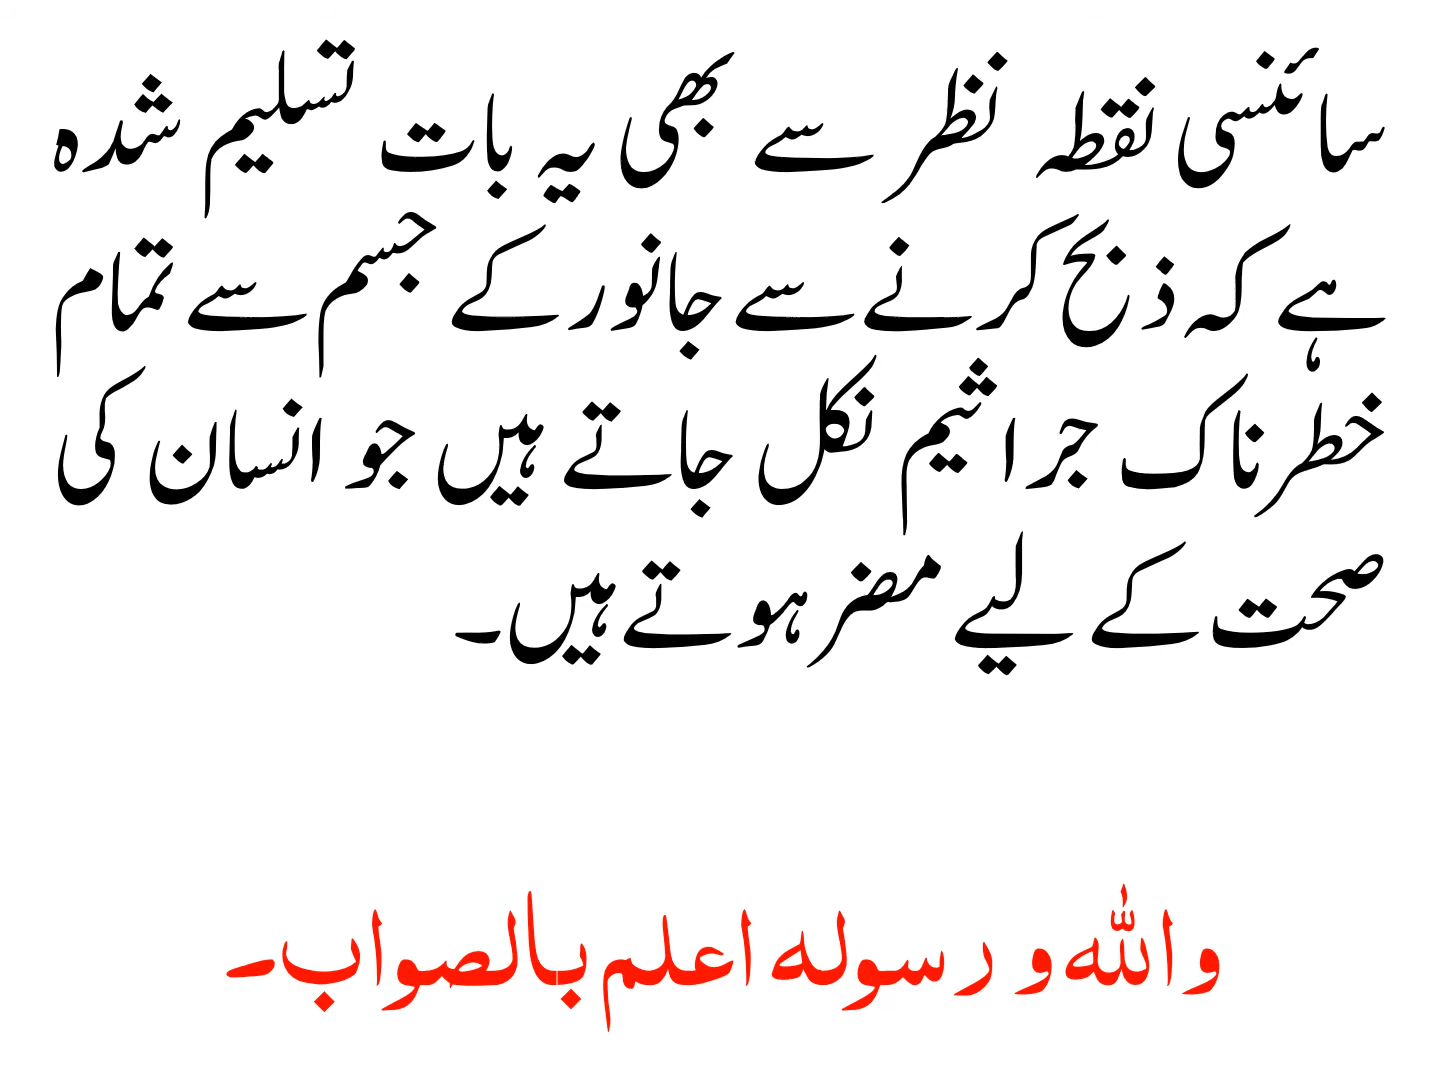 سائنسی نقطہ نظر سے بھی یہ بات تسلیم شدہ
ہے کہ ذبح کرنے سے جانور کے جسم سے تمام
خطرناک جراثیم نکل جاتے ہیں جو انسان کی
صحت کے لیے مضر ہوتے ہیں۔
واللہ و رسولہ اعلم بالصواب۔